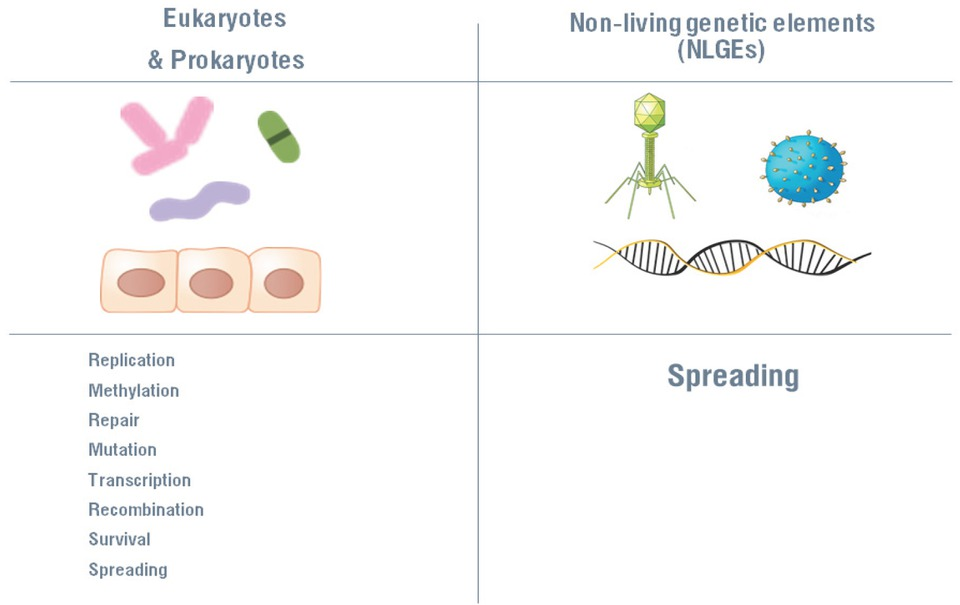 Eukaryotes
& Prokaryotes
Non-living genetic elements
(NLGEs)
Replication
Methylation
Repair
Mutation
Transcription
Recombination
Survival
Spreading
Spreading